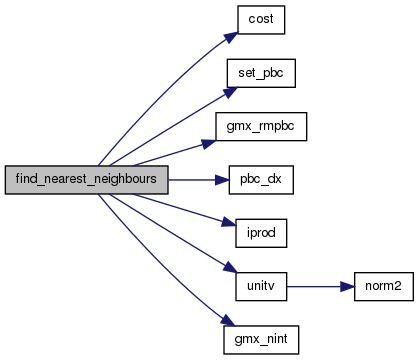 cost
set_pbc
gmx_rmpbc
find_nearest_neighbours
pbc_dx
iprod
unitv
norm2
gmx_nint